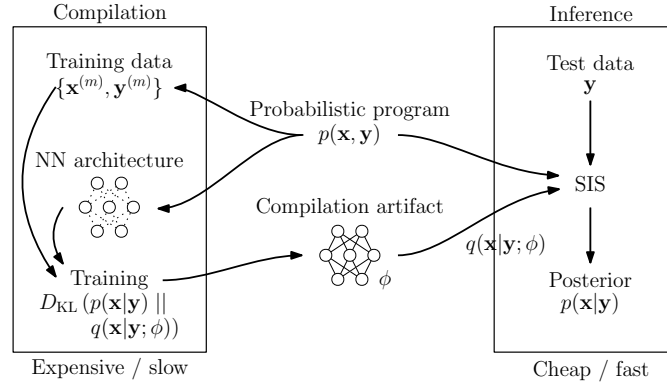 Compilation
Training data
{x^(m), y^(m)}
NN architecture
Training
D_KL (p(x|y) ||
q(x|y; ϕ))
Expensive / slow
Probabilistic program
p(x, y)
Compilation artifact
ϕ
q(x|y; ϕ)
Inference
Test data
y
SIS
Posterior
p(x|y)
Cheap / fast